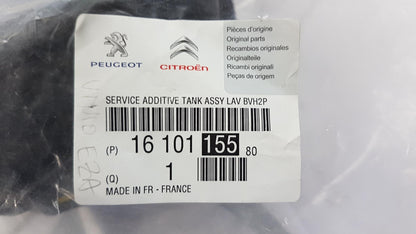 PEUGEOT
CITROËN
Pièces d'origine
Original parts
Recambios originales
Originalteile
Ricambi originali
Peças de origem
SERVICE ADDITIVE TANK ASSY LAV BVH2P
(P) 16 101 155 80
(Q) 1
MADE IN FR - FRANCE